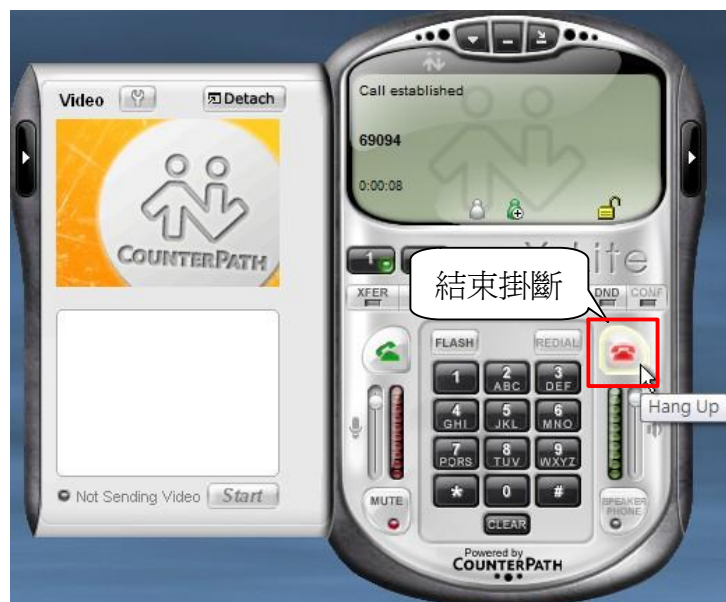 Video
Detach
COUNTERPATH
Not Sending Video Start
Call established
69094
0:00:08
1
結束掛斷
XFER
DND CONF
FLASH REDIAL
1 2 ABC 3 DEF
4 GHI 5 JKL 6 MNO
7 PQRS 8 TUV 9 WXYZ
* 0 #
CLEAR
MUTE
SPEAKER
PHONE
Hang Up
Powered by
COUNTERPATH